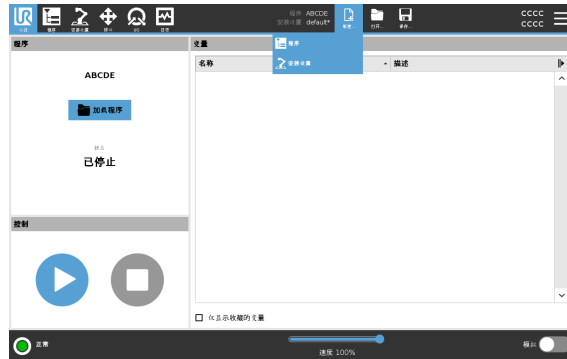 UR
运行 程序 安装设置 移动 I/O 日志
程序 ABCDE
安装设置 default*
新建... 打开... 保存...
CCCC
CCCC
程序
变量
程序
安装设置
名称
描述
ABCDE
加载程序
状态
已停止
控制
仅显示收藏的变量
正常
速度 100%
模拟